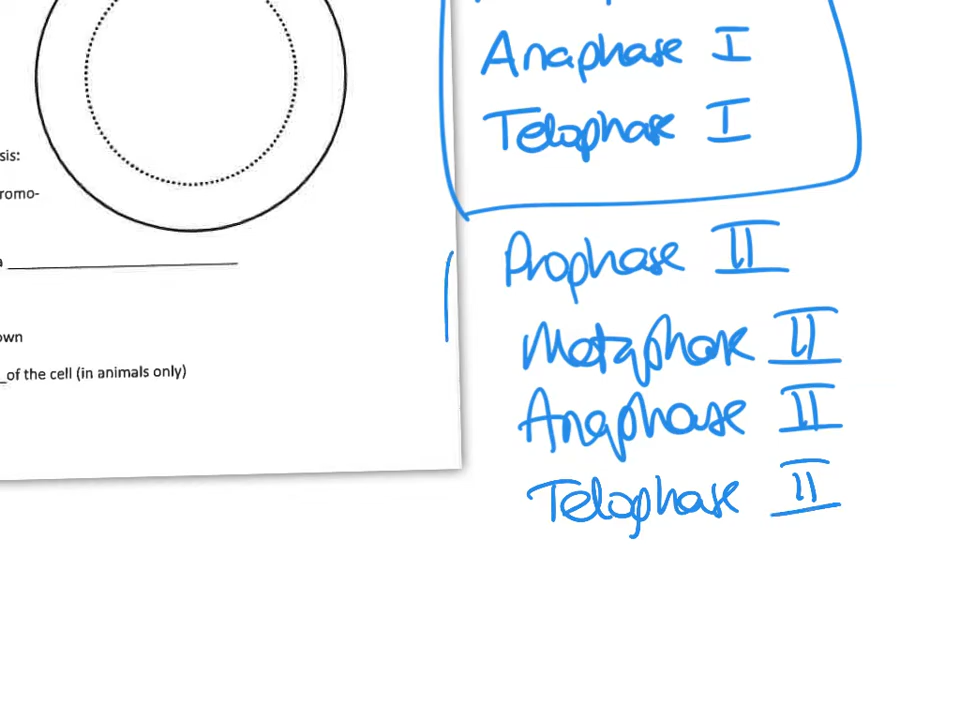 Anaphase I
Telophase I
sis:
romo-
Prophase II
own
Metaphase II
_of the cell (in animals only)
Anaphase II
Telophase II